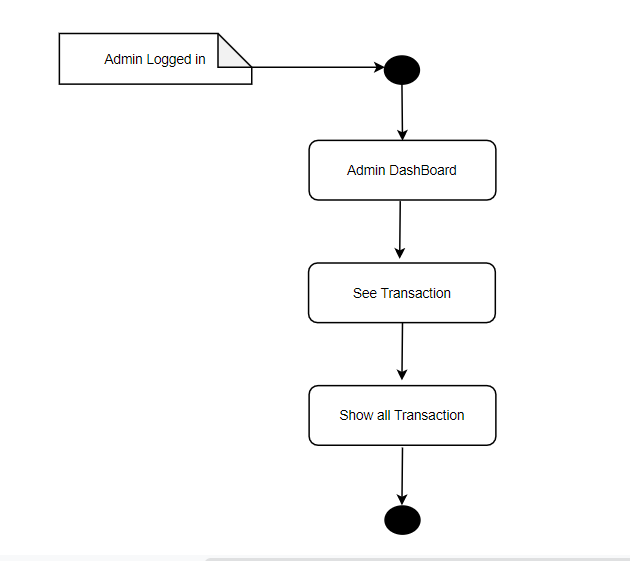 Admin Logged in
Admin DashBoard
See Transaction
Show all Transaction